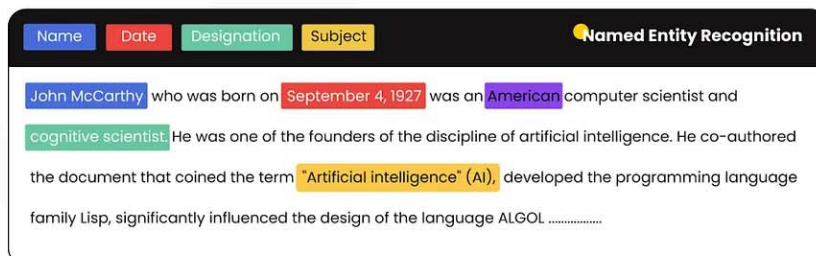 Name Date Designation Subject Named Entity Recognition
John McCarthy who was born on September 4, 1927 was an American computer scientist and
cognitive scientist. He was one of the founders of the discipline of artificial intelligence. He co-authored
the document that coined the term "Artificial intelligence" (AI), developed the programming language
family Lisp, significantly influenced the design of the language ALGOL ..................